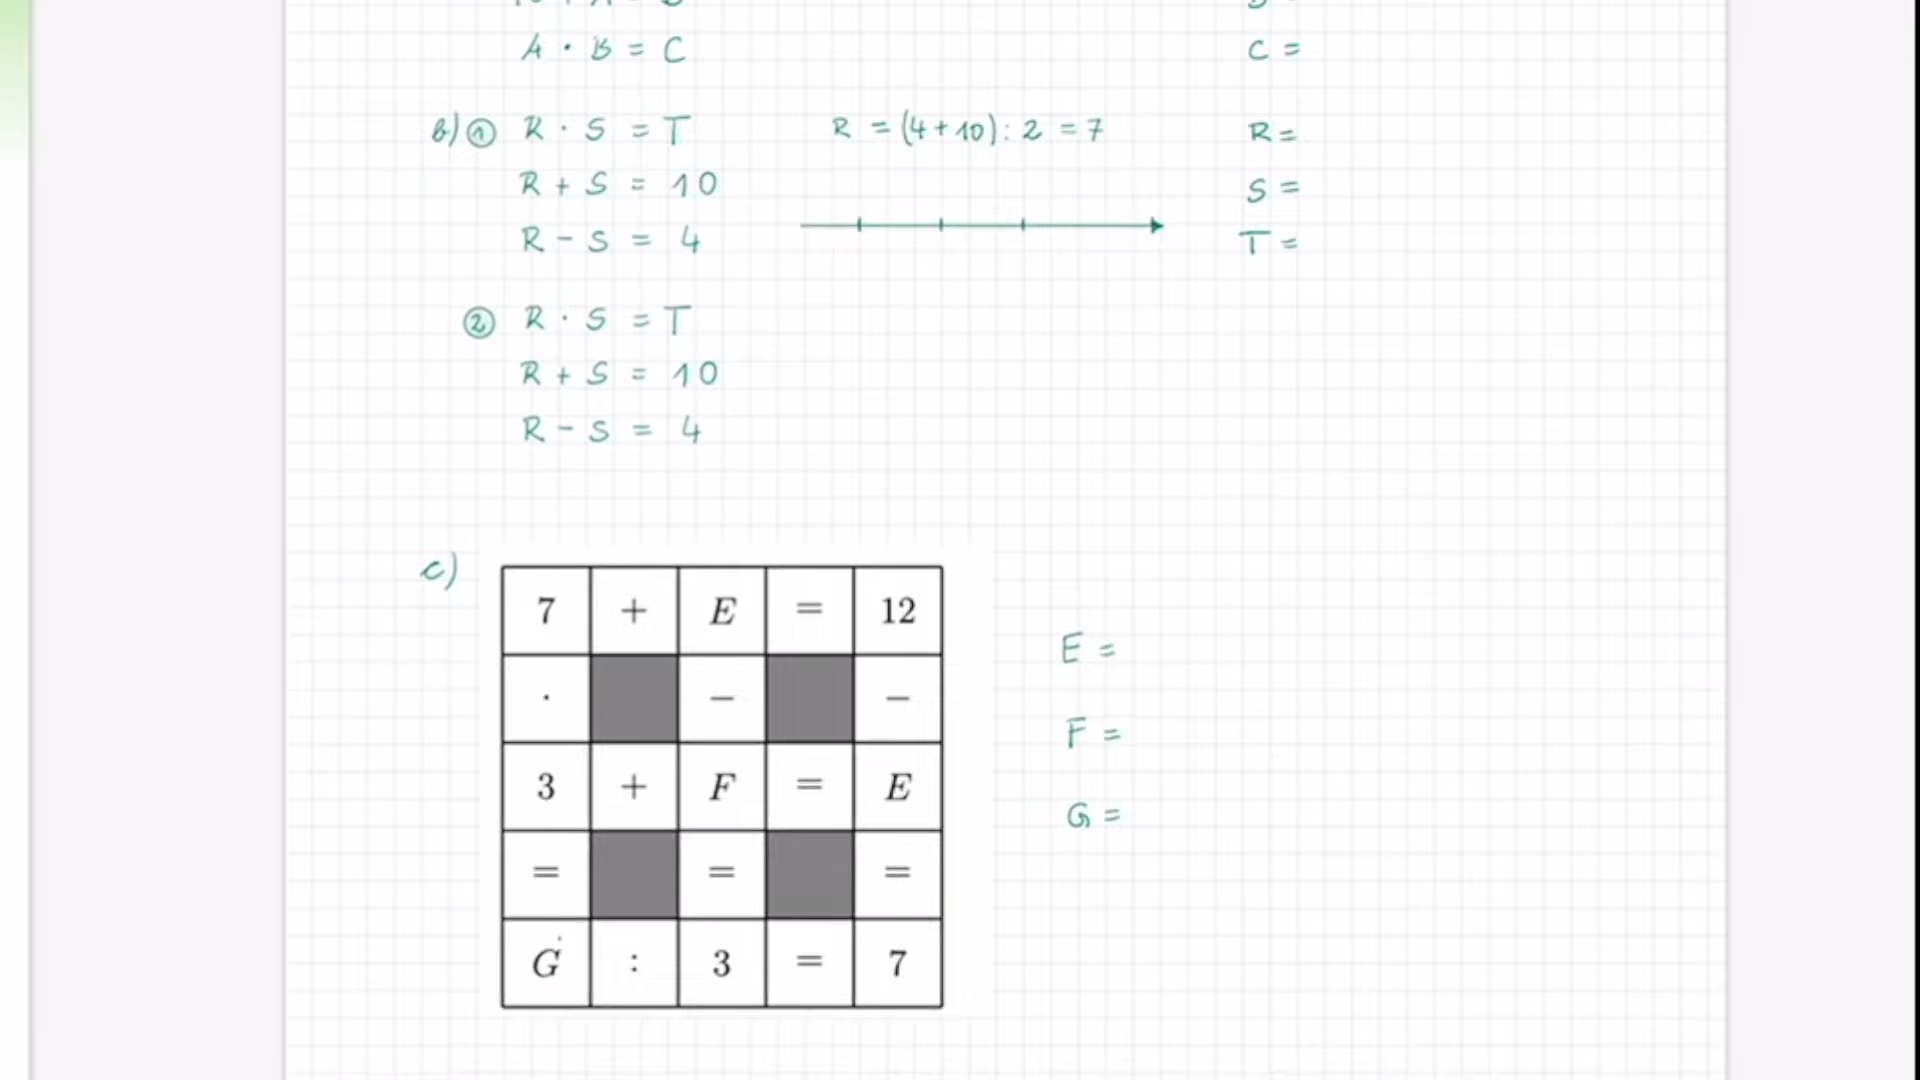 A · B = C
C =
b) ① R · S = T R = (4+10) : 2 = 7 R =
R + S = 10 S =
R − S = 4 T =
② R · S = T
R + S = 10
R − S = 4
c)
7 + E = 12
· − −
3 + F = E
= = =
G : 3 = 7
E =
F =
G =